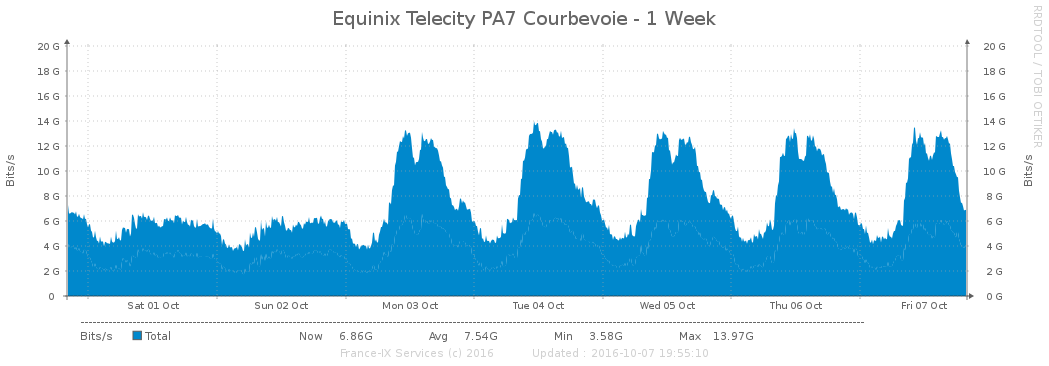 Equinix Telecity PA7 Courbevoie - 1 Week
RRDTOOL / TOBI OETIKER
Bits/s
20 G 20 G
18 G 18 G
16 G 16 G
14 G 14 G
12 G 12 G
10 G 10 G
8 G 8 G
6 G 6 G
4 G 4 G
2 G 2 G
0 0 G
Bits/s
Sat 01 Oct Sun 02 Oct Mon 03 Oct Tue 04 Oct Wed 05 Oct Thu 06 Oct Fri 07 Oct
Bits/s Total Now 6.86G Avg 7.54G Min 3.58G Max 13.97G
France-IX Services (c) 2016 Updated : 2016-10-07 19:55:10